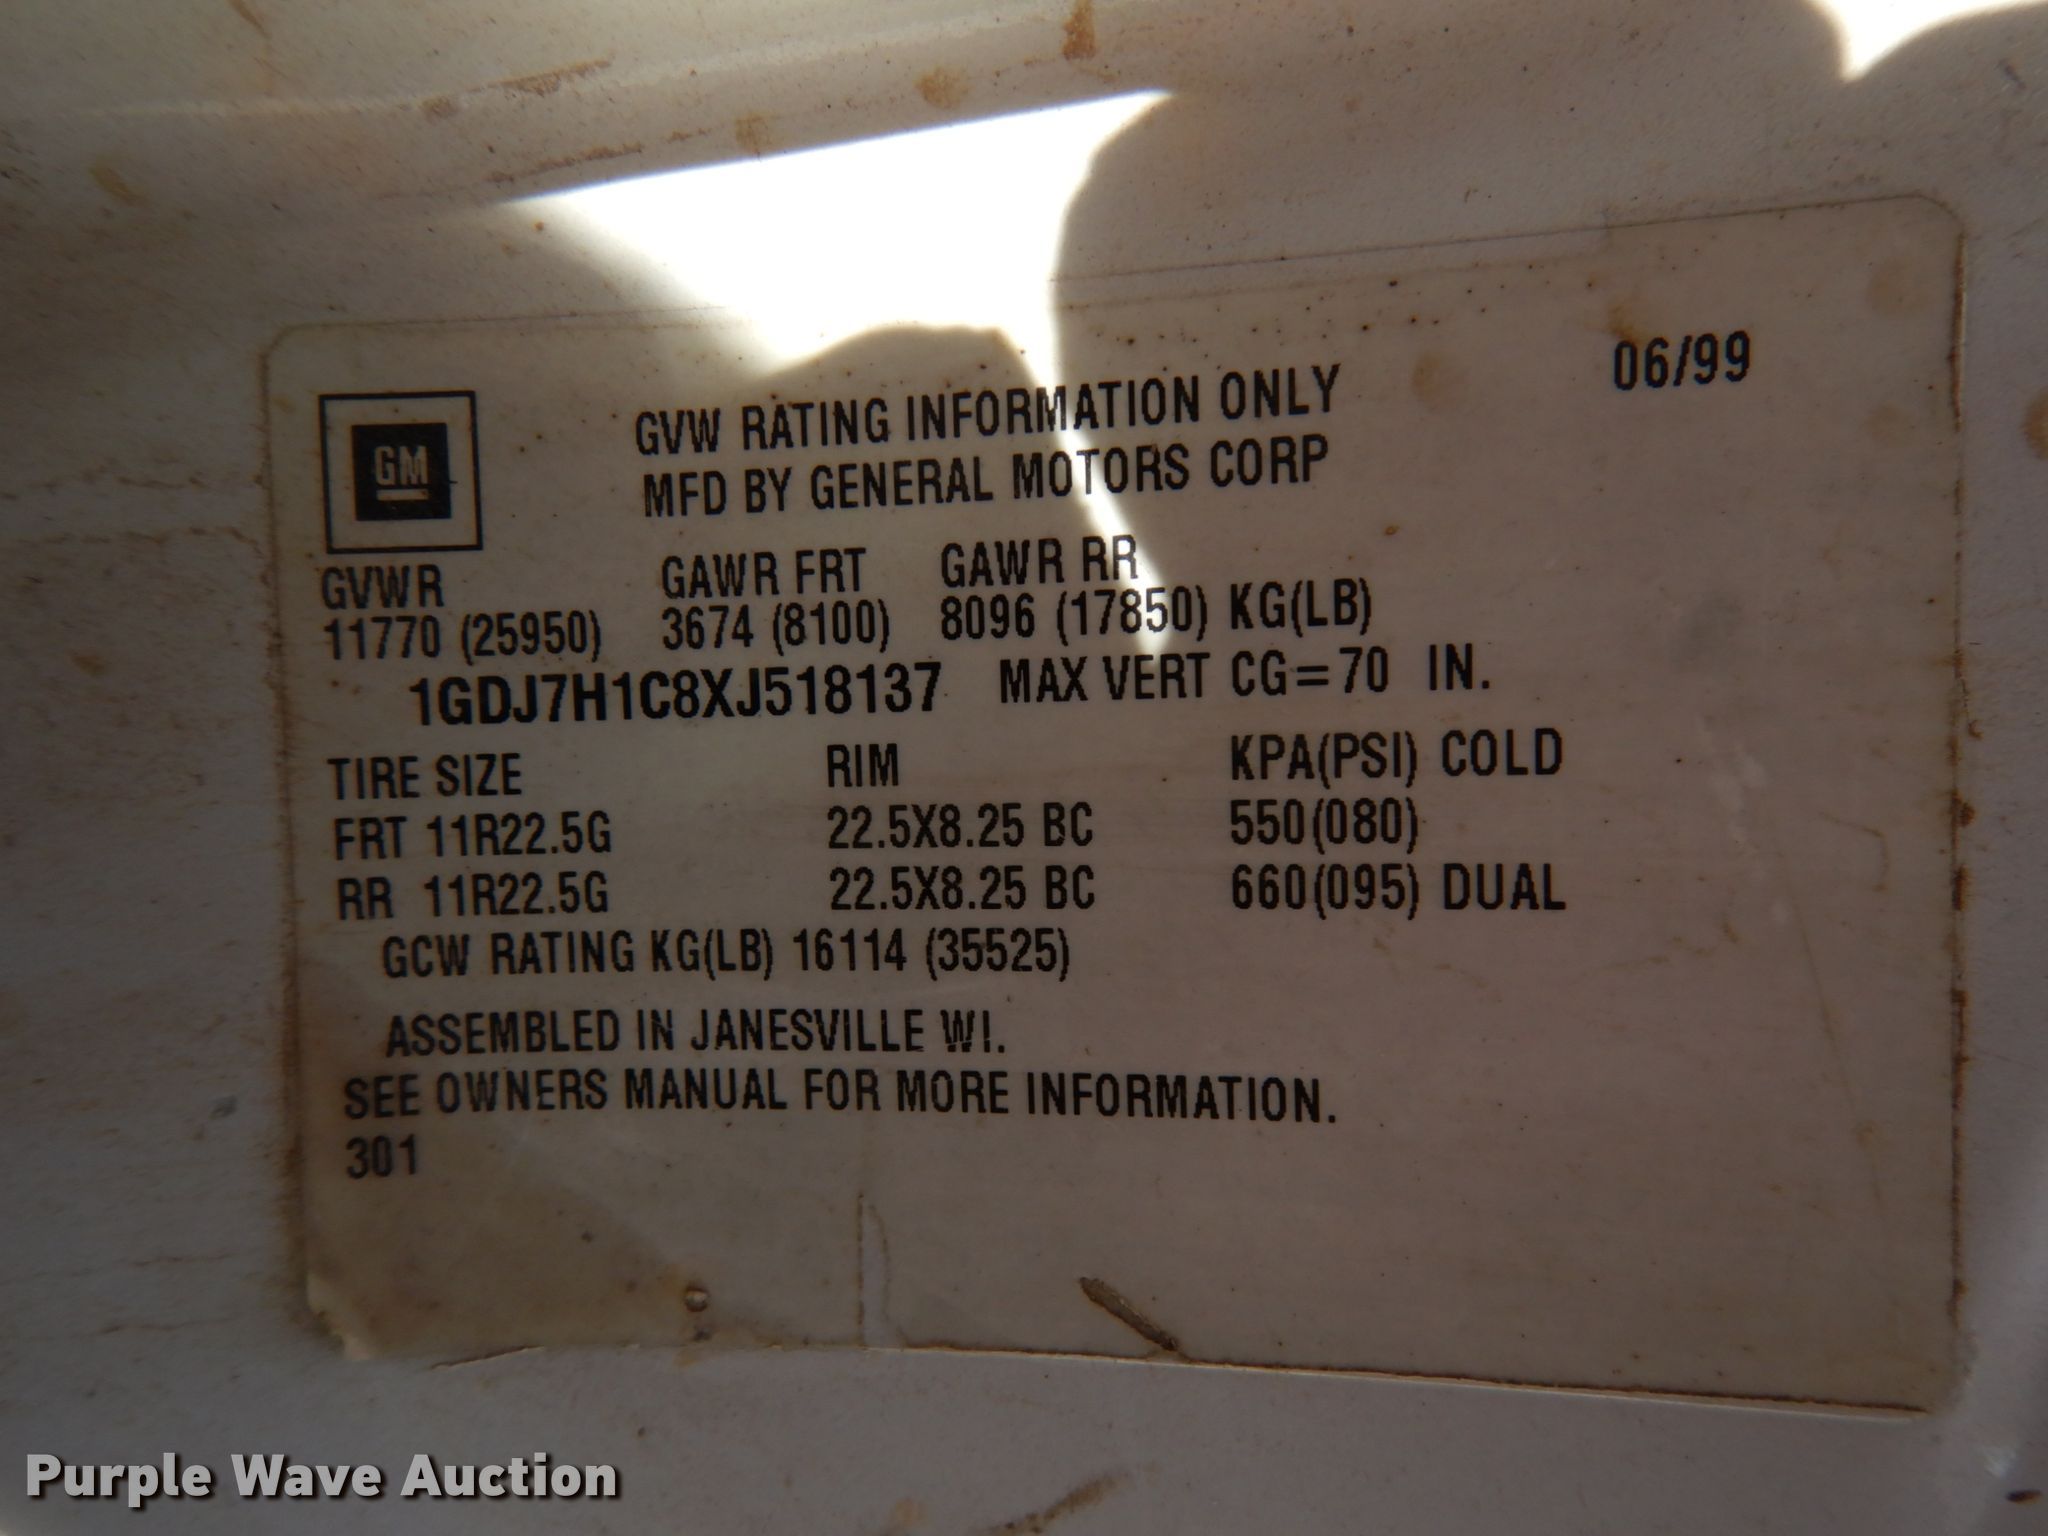 06/99
GM
GVW RATING INFORMATION ONLY
MFD BY GENERAL MOTORS CORP
GVWR GAWR FRT GAWR RR
11770 (25950) 3674 (8100) 8096 (17850) KG(LB)
1GDJ7H1C8XJ518137 MAX VERT CG=70 IN.
TIRE SIZE RIM KPA(PSI) COLD
FRT 11R22.5G 22.5X8.25 BC 550(080)
RR 11R22.5G 22.5X8.25 BC 660(095) DUAL
GCW RATING KG(LB) 16114 (35525)
ASSEMBLED IN JANESVILLE WI.
SEE OWNERS MANUAL FOR MORE INFORMATION.
301
Purple Wave Auction